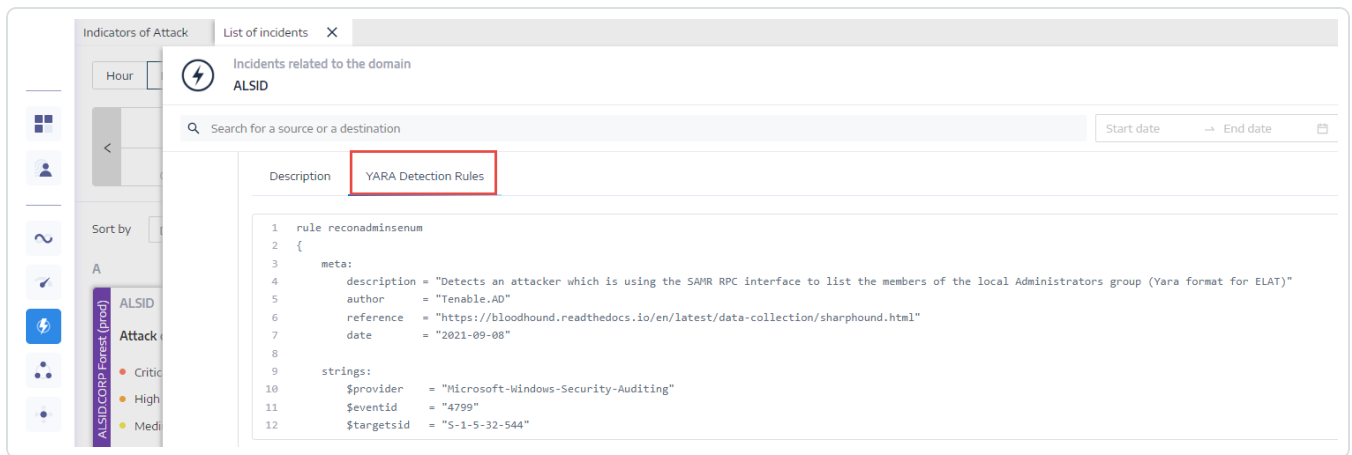 Indicators of Attack
List of incidents
Hour
Incidents related to the domain
ALSID
Search for a source or a destination
Start date → End date
Description
YARA Detection Rules
Sort by
A
ALSID.CORP Forest (prod)
ALSID
Attack
Critic
High
Medi
1 rule reconadminsenum
2 {
3 meta:
4 description = "Detects an attacker which is using the SAMR RPC interface to list the members of the local Administrators group (Yara format for ELAT)"
5 author = "Tenable.AD"
6 reference = "https://bloodhound.readthedocs.io/en/latest/data-collection/sharphound.html"
7 date = "2021-09-08"
8
9 strings:
10 $provider = "Microsoft-Windows-Security-Auditing"
11 $eventid = "4799"
12 $targetsid = "S-1-5-32-544"